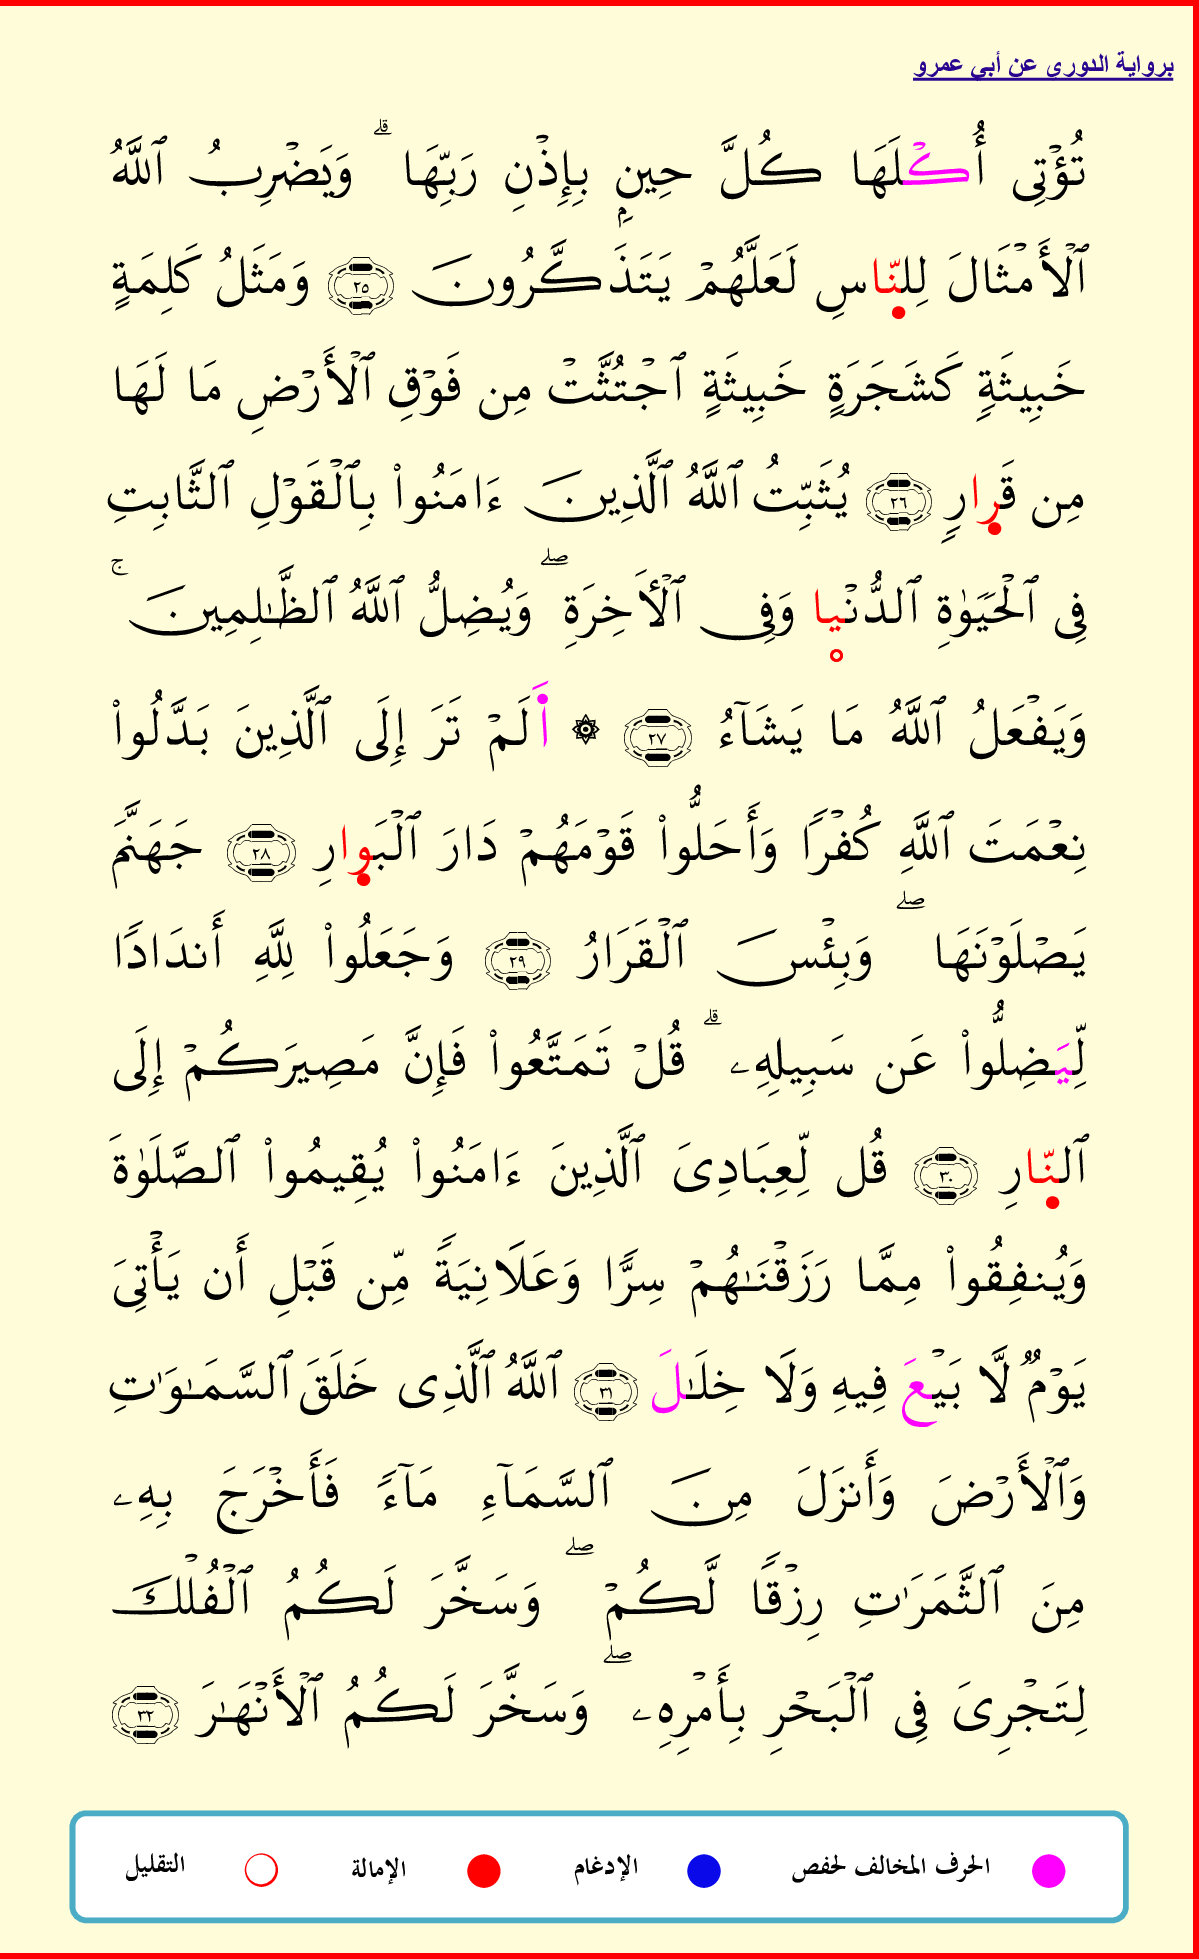 برواية الدوري عن أبي عمرو
تُؤْتِى أُكْلَهَا كُلَّ حِينٍۭ بِإِذْنِ رَبِّهَا ۗ وَيَضْرِبُ ٱللَّهُ
ٱلْأَمْثَالَ لِلنَّاسِ لَعَلَّهُمْ يَتَذَكَّرُونَ ٢٥ وَمَثَلُ كَلِمَةٍ
خَبِيثَةٍ كَشَجَرَةٍ خَبِيثَةٍ ٱجْتُثَّتْ مِن فَوْقِ ٱلْأَرْضِ مَا لَهَا
مِن قَرارٍ ٢٦ يُثَبِّتُ ٱللَّهُ ٱلَّذِينَ ءَامَنُوا۟ بِٱلْقَوْلِ ٱلثَّابِتِ
فِى ٱلْحَيَوٰةِ ٱلدُّنْيا وَفِى ٱلْأَخِرَةِ ۖ وَيُضِلُّ ٱللَّهُ ٱلظَّـٰلِمِينَ ۚ
وَيَفْعَلُ ٱللَّهُ مَا يَشَآءُ ٢٧ ۞ أَلَمْ تَرَ إِلَى ٱلَّذِينَ بَدَّلُوا۟
نِعْمَتَ ٱللَّهِ كُفْرًا وَأَحَلُّوا۟ قَوْمَهُمْ دَارَ ٱلْبَوارِ ٢٨ جَهَنَّمَ
يَصْلَوْنَهَا ۖ وَبِئْسَ ٱلْقَرَارُ ٢٩ وَجَعَلُوا۟ لِلَّهِ أَندَادًا
لِّيَضِلُّوا۟ عَن سَبِيلِهِۦ ۗ قُلْ تَمَتَّعُوا۟ فَإِنَّ مَصِيرَكُمْ إِلَى
ٱلنّارِ ٣٠ قُل لِّعِبَادِىَ ٱلَّذِينَ ءَامَنُوا۟ يُقِيمُوا۟ ٱلصَّلَوٰةَ
وَيُنفِقُوا۟ مِمَّا رَزَقْنَـٰهُمْ سِرًّا وَعَلَانِيَةً مِّن قَبْلِ أَن يَأْتِىَ
يَوْمٌ لَّا بَيْعَ فِيهِ وَلَا خِلَـٰلَ ٣١ ٱللَّهُ ٱلَّذِى خَلَقَ ٱلسَّمَـٰوَٰتِ
وَٱلْأَرْضَ وَأَنزَلَ مِنَ ٱلسَّمَآءِ مَآءً فَأَخْرَجَ بِهِۦ
مِنَ ٱلثَّمَرَٰتِ رِزْقًا لَّكُمْ ۖ وَسَخَّرَ لَكُمُ ٱلْفُلْكَ
لِتَجْرِىَ فِى ٱلْبَحْرِ بِأَمْرِهِۦ ۖ وَسَخَّرَ لَكُمُ ٱلْأَنْهَـٰرَ ٣٢
الحرف المخالف لحفص الإدغام الإمالة التقليل